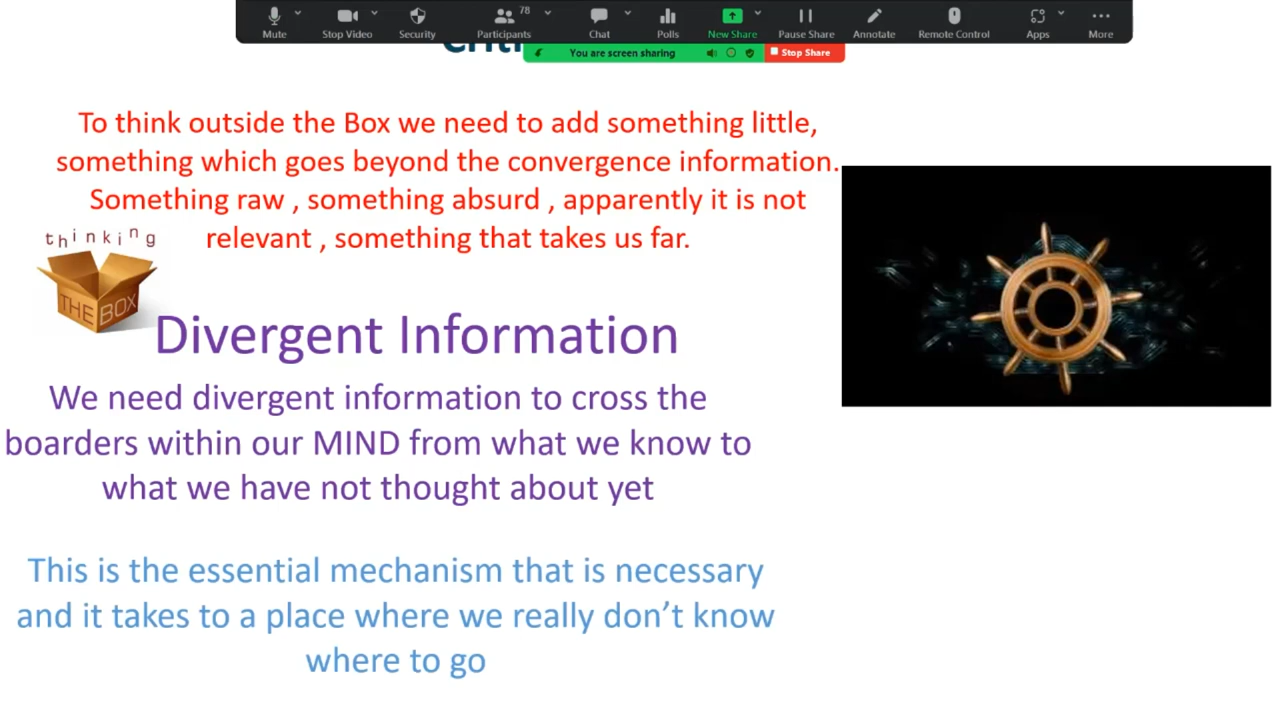 Mute
Stop Video
Security
Participants
78
Chat
Polls
New Share
Pause Share
Annotate
Remote Control
Apps
More
You are screen sharing
Stop Share
To think outside the Box we need to add something little,
something which goes beyond the convergence information.
Something raw , something absurd , apparently it is not
relevant , something that takes us far.
thinking
THE BOX
Divergent Information
We need divergent information to cross the
boarders within our MIND from what we know to
what we have not thought about yet
This is the essential mechanism that is necessary
and it takes to a place where we really don’t know
where to go